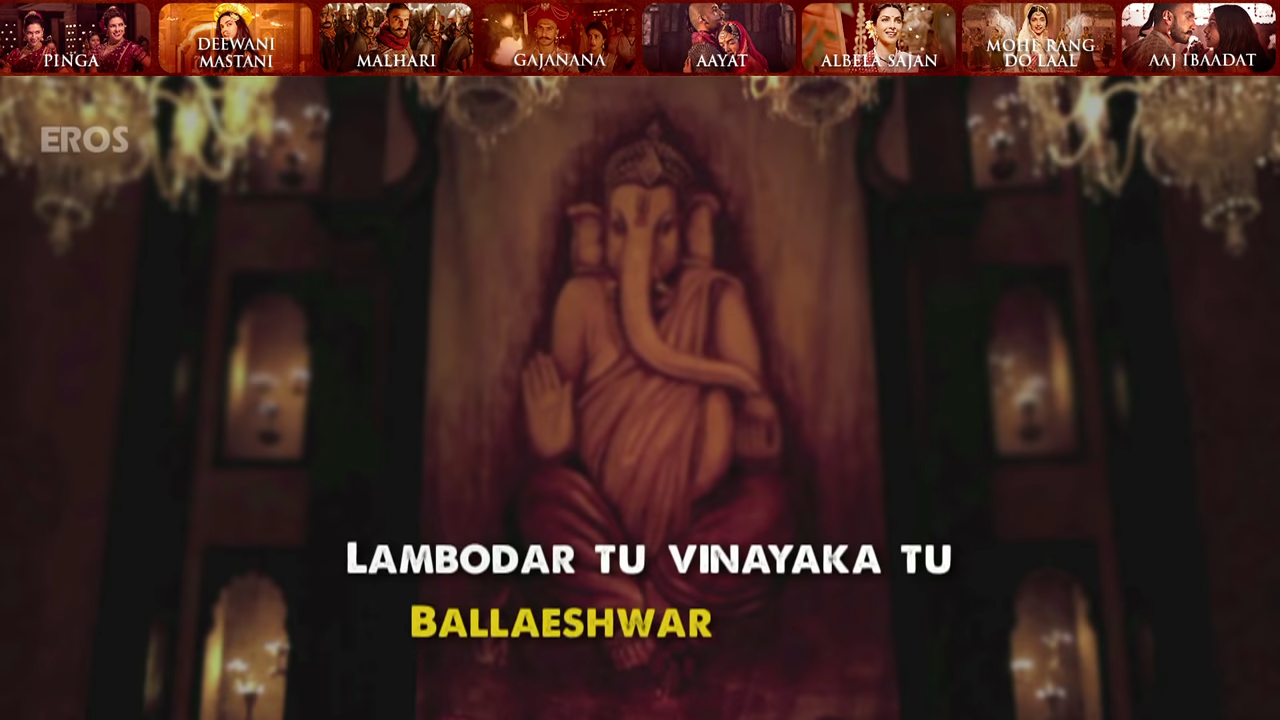 PINGA
DEEWANI
MASTANI
MALHARI
GAJANANA
AAYAT
ALBELA SAJAN
MOHE RANG
DO LAAL
AAJ IBAADAT
EROS
LAMBODAR TU VINAYAKA TU
BALLAESHWAR